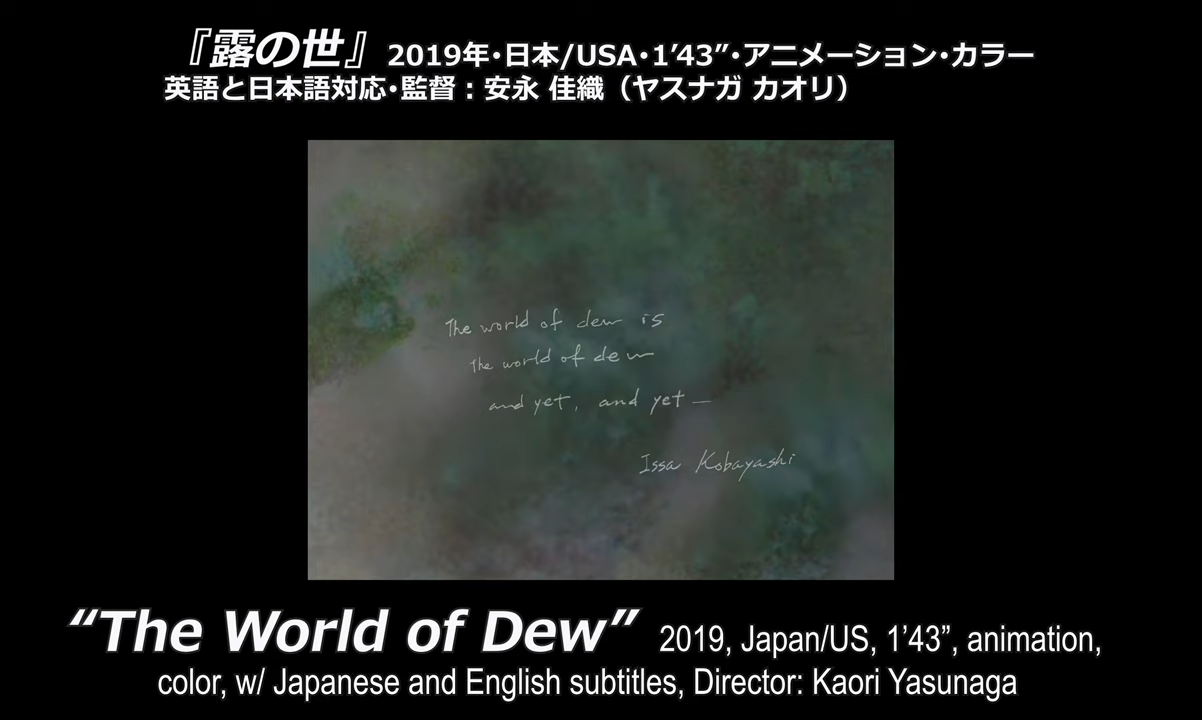 『露の世』 2019年・日本/USA・1’43”・アニメーション・カラー
英語と日本語対応・監督：安永 佳織（ヤスナガ カオリ）
The world of dew is
the world of dew
and yet, and yet —
Issa Kobayashi
“The World of Dew” 2019, Japan/US, 1’43”, animation,
color, w/ Japanese and English subtitles, Director: Kaori Yasunaga